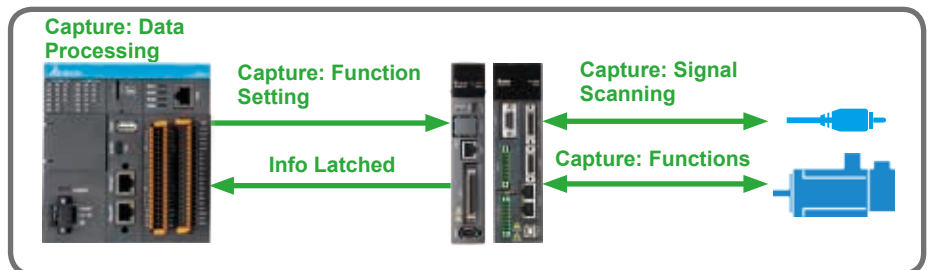 Capture: Data
Processing
Capture: Function
Setting
Capture: Signal
Scanning
Info Latched
Capture: Functions